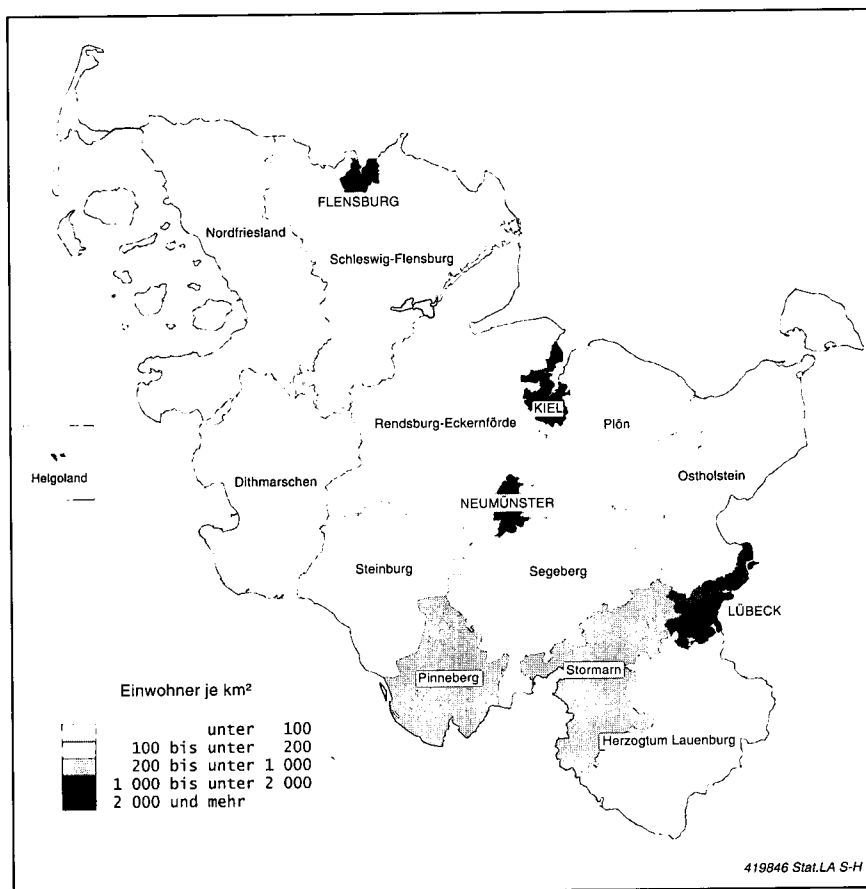 FLENSBURG
Nordfriesland
Schleswig-Flensburg
KIEL
Rendsburg-Eckernförde
Plön
Helgoland
Dithmarschen
Ostholstein
NEUMÜNSTER
Steinburg
Segeberg
LÜBECK
Pinneberg
Stormarn
Herzogtum Lauenburg
Einwohner je km²
unter 100
100 bis unter 200
200 bis unter 1 000
1 000 bis unter 2 000
2 000 und mehr
419846 Stat.LA S-H